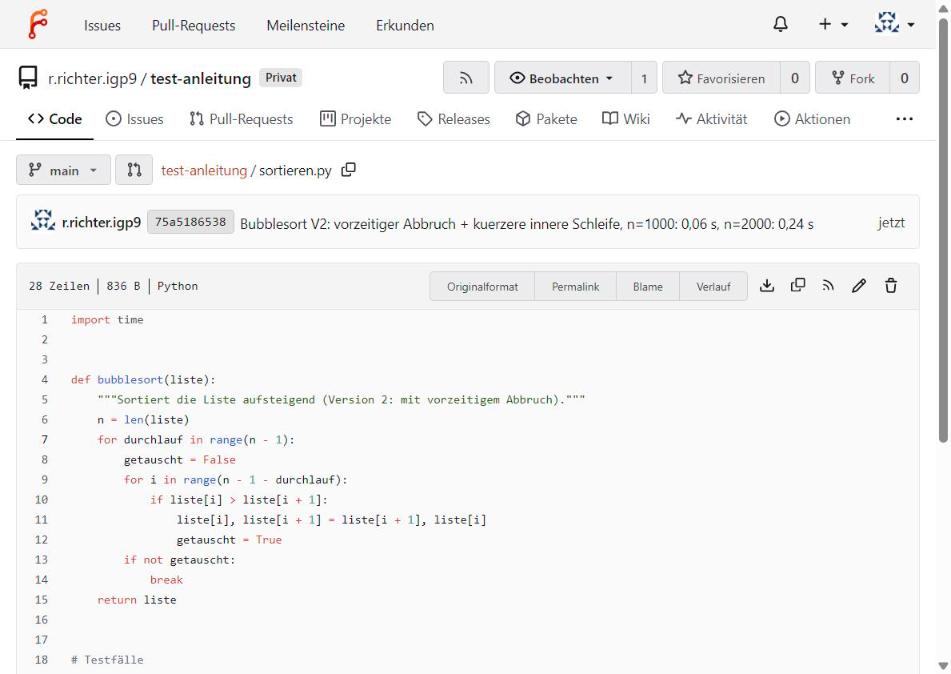 Issues Pull-Requests Meilensteine Erkunden
r.richter.igp9 / test-anleitung Privat Beobachten 1 Favorisieren 0 Fork 0
Code Issues Pull-Requests Projekte Releases Pakete Wiki Aktivität Aktionen
main test-anleitung / sortieren.py
r.richter.igp9 75a5186538 Bubblesort V2: vorzeitiger Abbruch + kuerzere innere Schleife, n=1000: 0,06 s, n=2000: 0,24 s jetzt
28 Zeilen | 836 B | Python Originalformat Permalink Blame Verlauf
1 import time
2
3
4 def bubblesort(liste):
5     """Sortiert die Liste aufsteigend (Version 2: mit vorzeitigem Abbruch)."""
6     n = len(liste)
7     for durchlauf in range(n - 1):
8         getauscht = False
9         for i in range(n - 1 - durchlauf):
10             if liste[i] > liste[i + 1]:
11                 liste[i], liste[i + 1] = liste[i + 1], liste[i]
12                 getauscht = True
13         if not getauscht:
14             break
15     return liste
16
17
18 # Testfälle